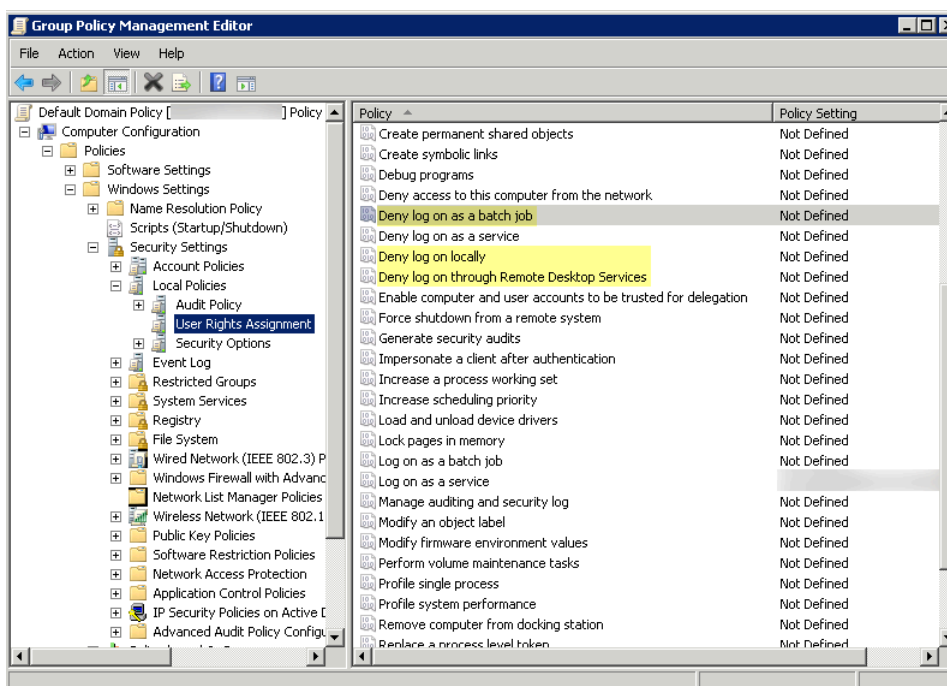 Group Policy Management Editor
File Action View Help
Default Domain Policy [ ] Policy
Computer Configuration
Policies
Software Settings
Windows Settings
Name Resolution Policy
Scripts (Startup/Shutdown)
Security Settings
Account Policies
Local Policies
Audit Policy
User Rights Assignment
Security Options
Event Log
Restricted Groups
System Services
Registry
File System
Wired Network (IEEE 802.3) P
Windows Firewall with Advanc
Network List Manager Policies
Wireless Network (IEEE 802.1
Public Key Policies
Software Restriction Policies
Network Access Protection
Application Control Policies
IP Security Policies on Active D
Advanced Audit Policy Configu
Policy Policy Setting
Create permanent shared objects Not Defined
Create symbolic links Not Defined
Debug programs Not Defined
Deny access to this computer from the network Not Defined
Deny log on as a batch job Not Defined
Deny log on as a service Not Defined
Deny log on locally Not Defined
Deny log on through Remote Desktop Services Not Defined
Enable computer and user accounts to be trusted for delegation Not Defined
Force shutdown from a remote system Not Defined
Generate security audits Not Defined
Impersonate a client after authentication Not Defined
Increase a process working set Not Defined
Increase scheduling priority Not Defined
Load and unload device drivers Not Defined
Lock pages in memory Not Defined
Log on as a batch job Not Defined
Log on as a service
Manage auditing and security log Not Defined
Modify an object label Not Defined
Modify firmware environment values Not Defined
Perform volume maintenance tasks Not Defined
Profile single process Not Defined
Profile system performance Not Defined
Remove computer from docking station Not Defined
Replace a process level token Not Defined